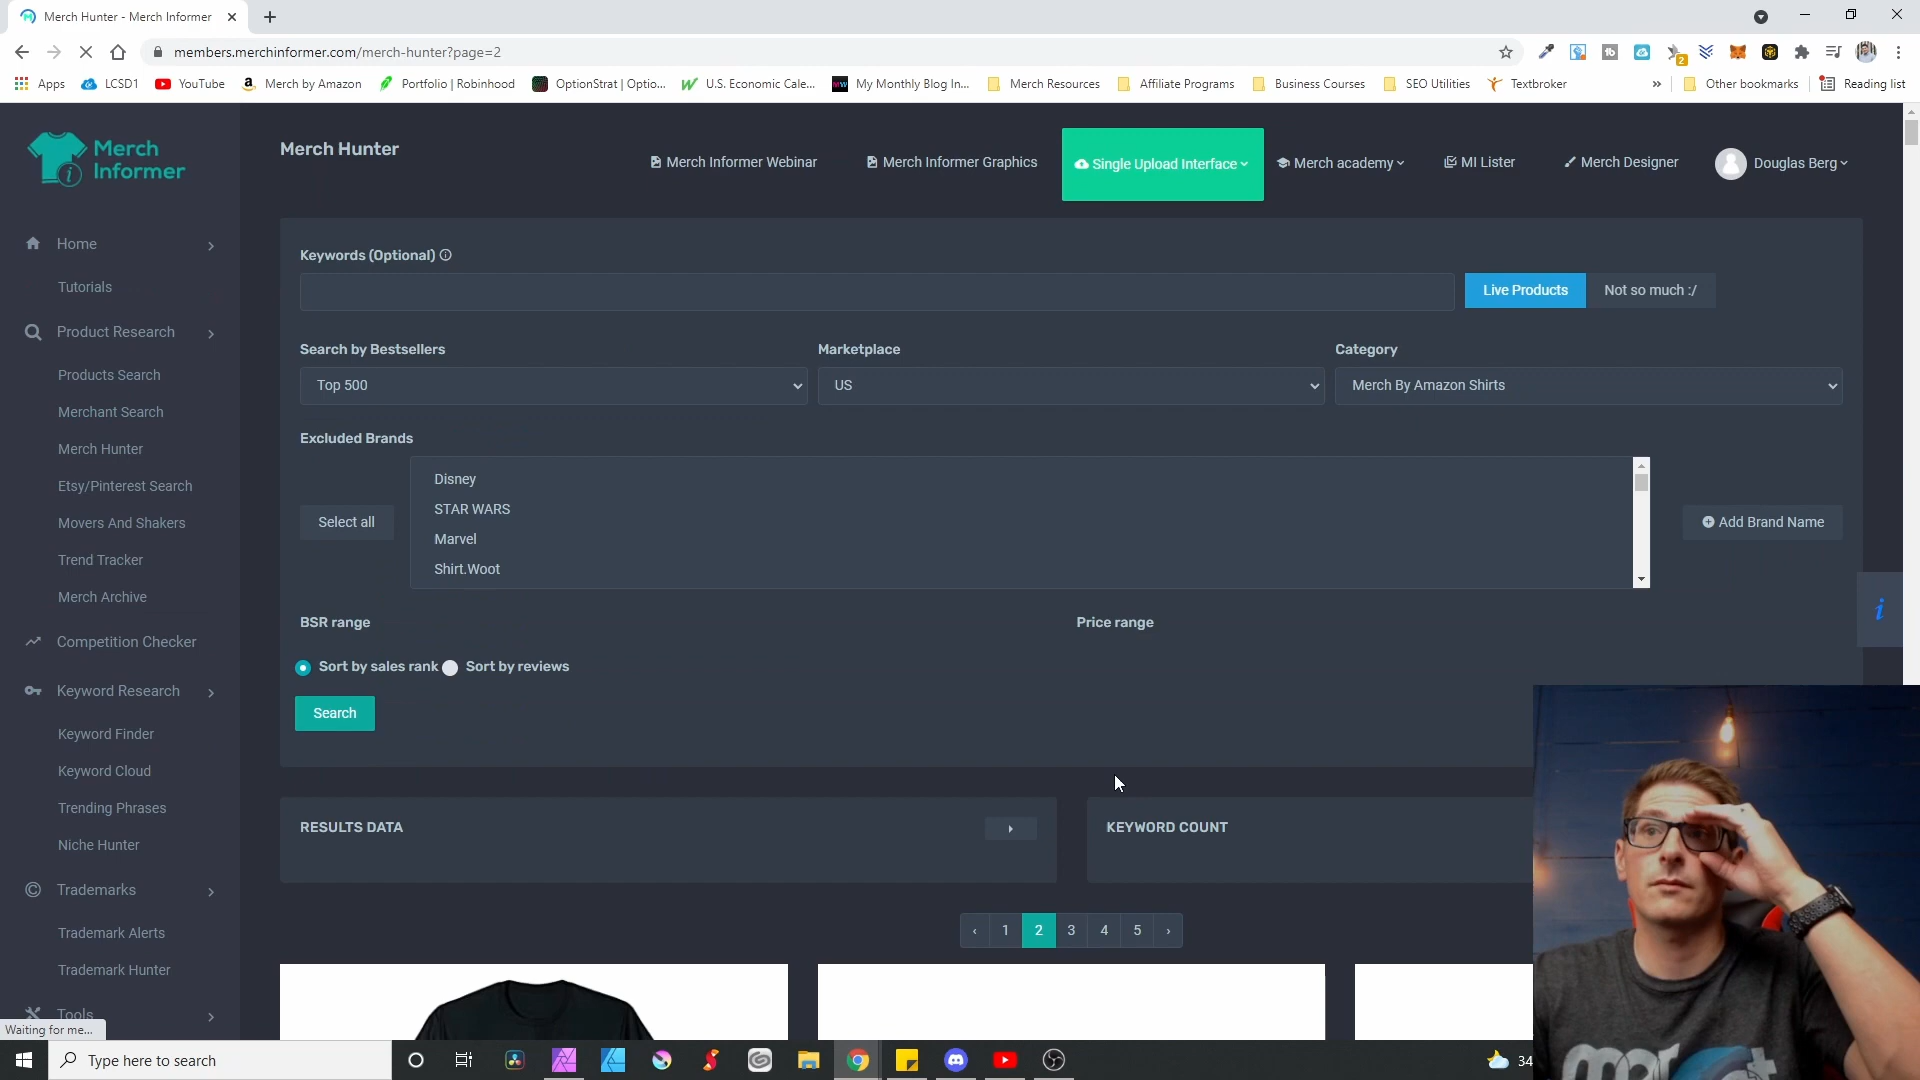 Merch Hunter - Merch Informer
members.merchinformer.com/merch-hunter?page=2
2
Apps LCSD1 YouTube Merch by Amazon Portfolio | Robinhood OptionStrat | Optio... U.S. Economic Cale... My Monthly Blog In... Merch Resources Affiliate Programs Business Courses SEO Utilities Textbroker » Other bookmarks Reading list
Merch
Informer
Merch Hunter
Merch Informer Webinar Merch Informer Graphics Single Upload Interface Merch academy MI Lister Merch Designer Douglas Berg
Home
Tutorials
Product Research
Products Search
Merchant Search
Merch Hunter
Etsy/Pinterest Search
Movers And Shakers
Trend Tracker
Merch Archive
Competition Checker
Keyword Research
Keyword Finder
Keyword Cloud
Trending Phrases
Niche Hunter
Trademarks
Trademark Alerts
Trademark Hunter
Tools
Keywords (Optional)
Live Products Not so much :/
Search by Bestsellers Marketplace Category
Top 500 US Merch By Amazon Shirts
Excluded Brands
Select all
Disney
STAR WARS
Marvel
Shirt.Woot
Add Brand Name
i
BSR range Price range
Sort by sales rank Sort by reviews
Search
RESULTS DATA KEYWORD COUNT
‹ 1 2 3 4 5 ›
Waiting for me...
Type here to search
34